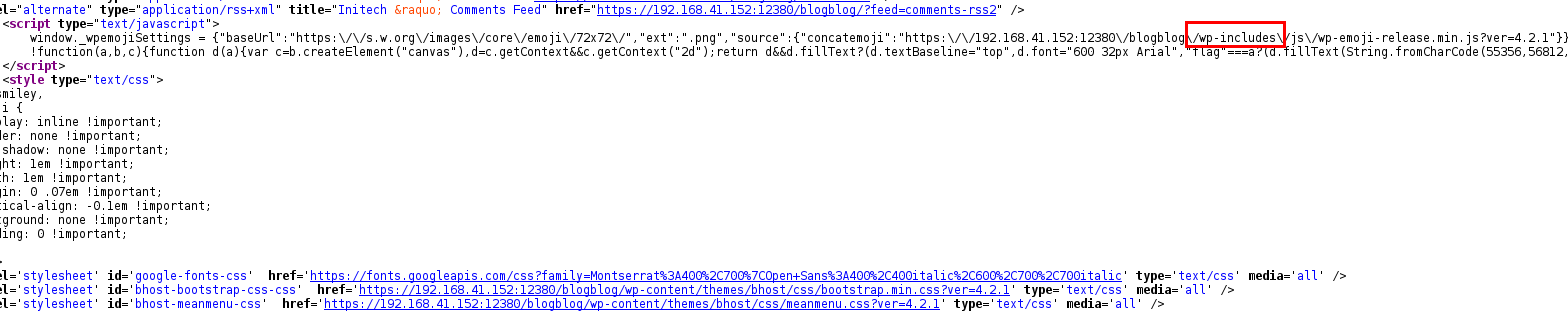 el="alternate" type="application/rss+xml" title="Initech &raquo; Comments Feed" href="https://192.168.41.152:12380/blogblog/?feed=comments-rss2" />
<script type="text/javascript">
window._wpemojiSettings = {"baseUrl":"https:\/\/s.w.org\/images\/core\/emoji\/72x72\/","ext":".png","source":{"concatemoji":"https:\/\/192.168.41.152:12380\/blogblog\/wp-includes\/js\/wp-emoji-release.min.js?ver=4.2.1"}}
!function(a,b,c){function d(a){var c=b.createElement("canvas"),d=c.getContext&&c.getContext("2d");return d&&d.fillText?(d.textBaseline="top",d.font="600 32px Arial","flag"===a?(d.fillText(String.fromCharCode(55356,56812,
</script>
<style type="text/css">
smiley,
i {
play: inline !important;
der: none !important;
shadow: none !important;
ght: 1em !important;
th: 1em !important;
gin: 0 .07em !important;
tical-align: -0.1em !important;
kground: none !important;
ding: 0 !important;
el='stylesheet' id='google-fonts-css'  href='https://fonts.googleapis.com/css?family=Montserrat%3A400%2C700%7COpen+Sans%3A400%2C400italic%2C600%2C700%2C700italic' type='text/css' media='all' />
el='stylesheet' id='bhost-bootstrap-css-css'  href='https://192.168.41.152:12380/blogblog/wp-content/themes/bhost/css/bootstrap.min.css?ver=4.2.1' type='text/css' media='all' />
el='stylesheet' id='bhost-meanmenu-css'  href='https://192.168.41.152:12380/blogblog/wp-content/themes/bhost/css/meanmenu.css?ver=4.2.1' type='text/css' media='all' />